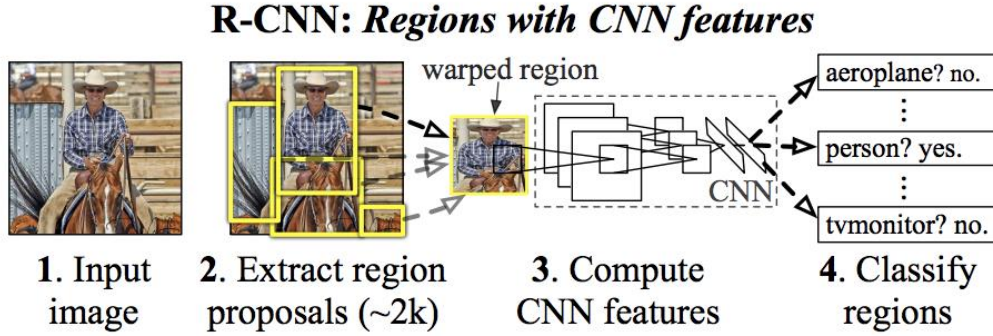 R-CNN: Regions with CNN features
warped region
aeroplane? no.
person? yes.
CNN
tvmonitor? no.
1. Input image
2. Extract region proposals (~2k)
3. Compute CNN features
4. Classify regions